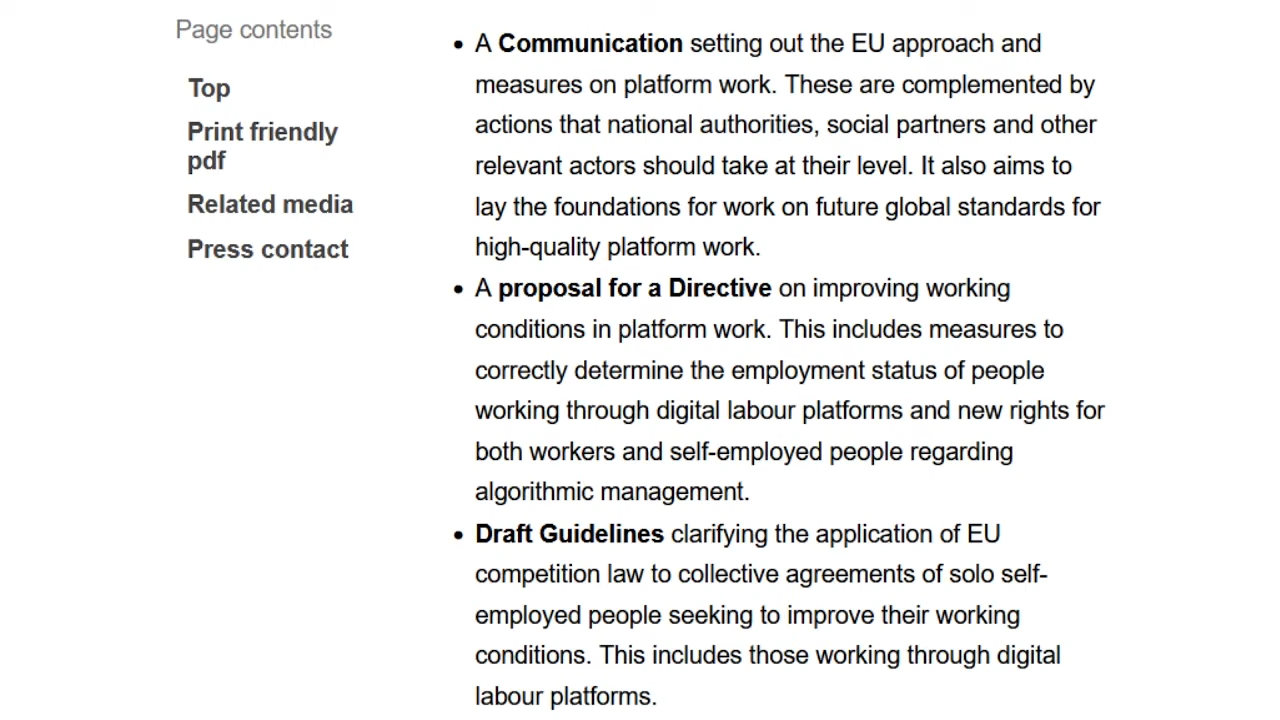 Page contents
Top
Print friendly
pdf
Related media
Press contact
• A Communication setting out the EU approach and
measures on platform work. These are complemented by
actions that national authorities, social partners and other
relevant actors should take at their level. It also aims to
lay the foundations for work on future global standards for
high-quality platform work.
• A proposal for a Directive on improving working
conditions in platform work. This includes measures to
correctly determine the employment status of people
working through digital labour platforms and new rights for
both workers and self-employed people regarding
algorithmic management.
• Draft Guidelines clarifying the application of EU
competition law to collective agreements of solo self-
employed people seeking to improve their working
conditions. This includes those working through digital
labour platforms.